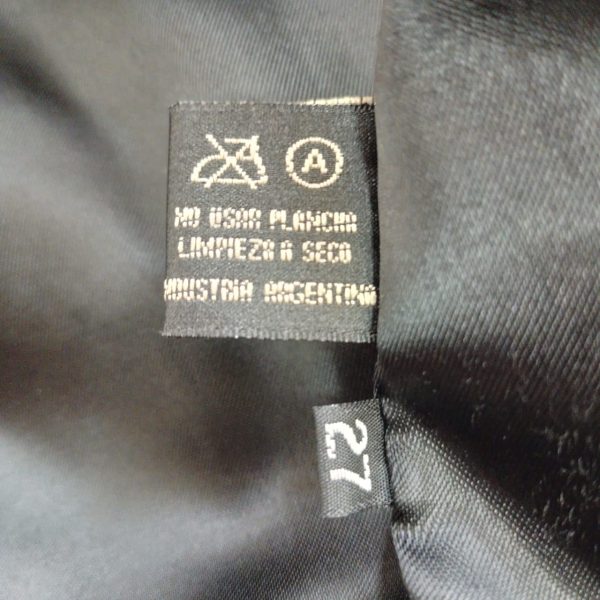 A
NO USAR PLANCHA
LIMPIEZA A SECO
NDUSTRIA ARGENTINA
27